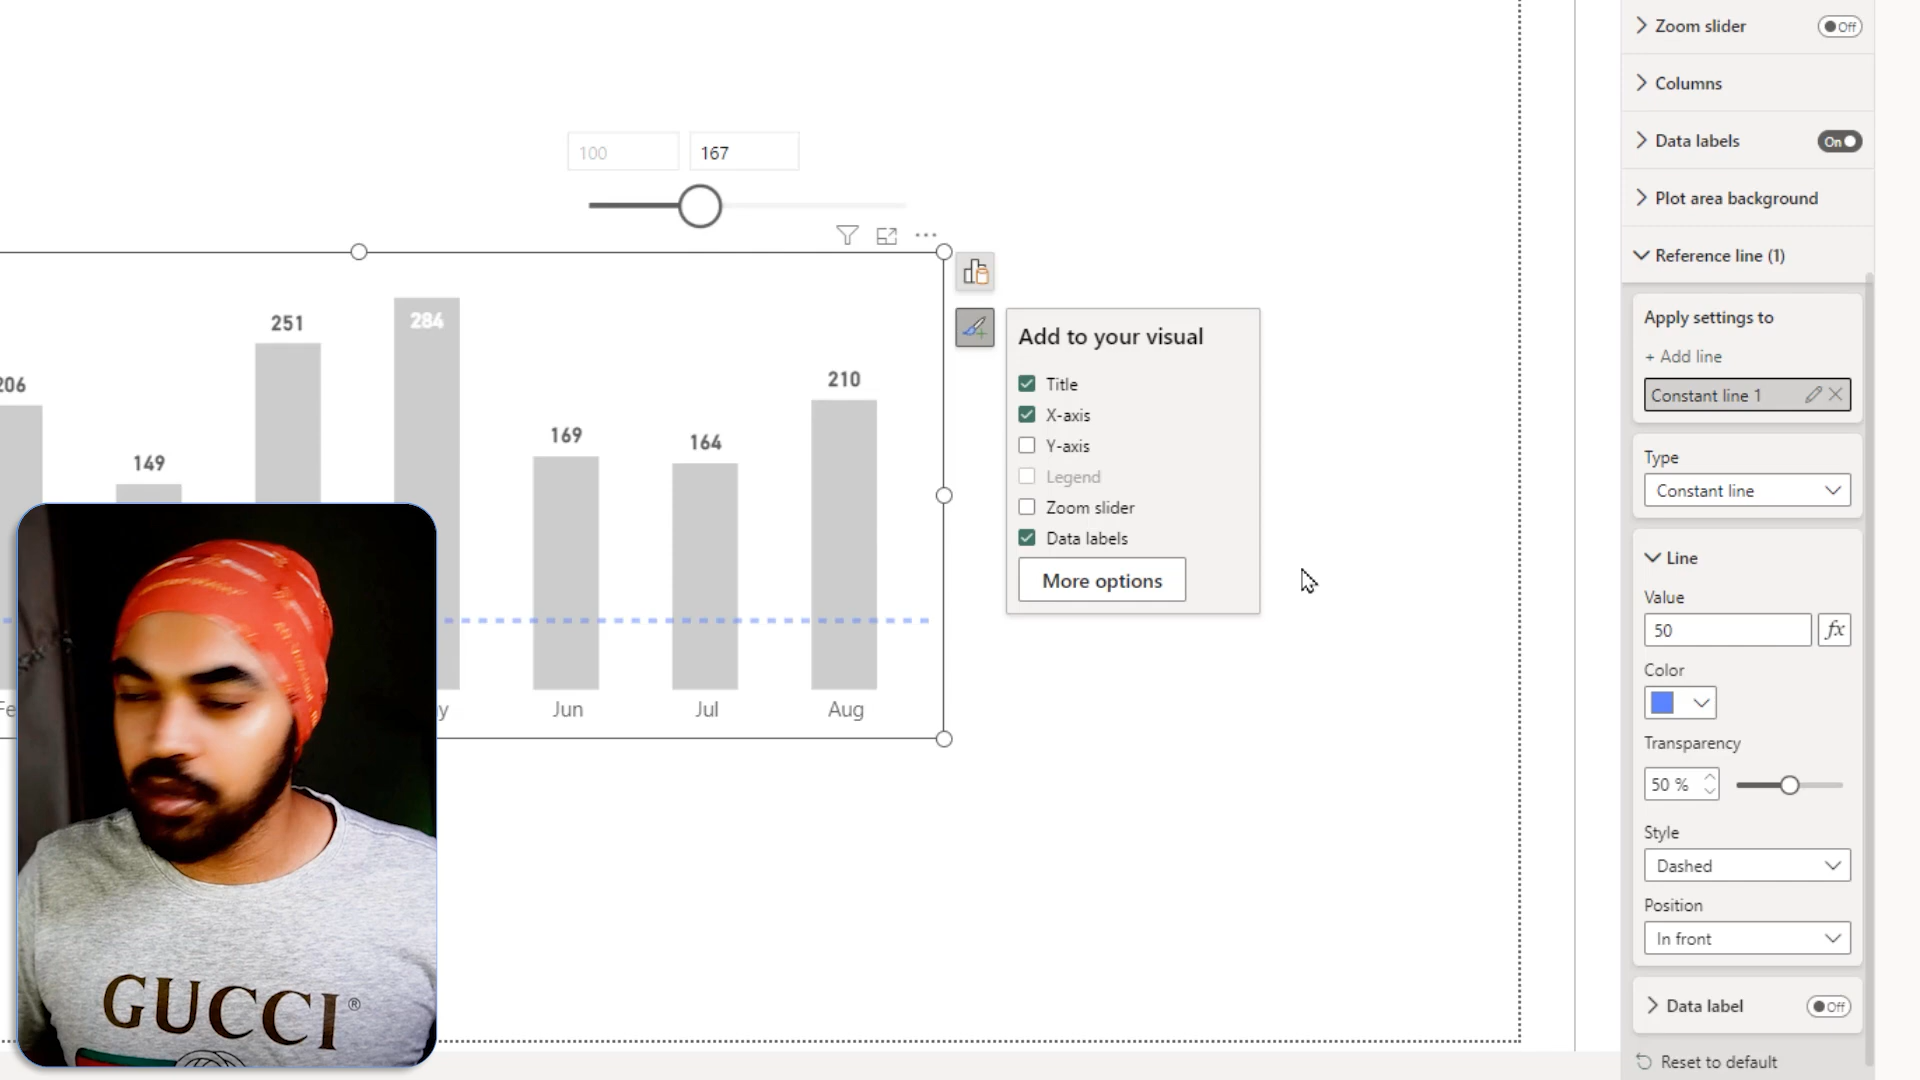 100
167
206
149
251
284
169
164
210
Fe
y
Jun
Jul
Aug
Add to your visual
Title
X-axis
Y-axis
Legend
Zoom slider
Data labels
More options
GUCCI®
Zoom slider
Off
Columns
Data labels
On
Plot area background
Reference line (1)
Apply settings to
+ Add line
Constant line 1
Type
Constant line
Line
Value
50
fx
Color
Transparency
50 %
Style
Dashed
Position
In front
Data label
Off
Reset to default